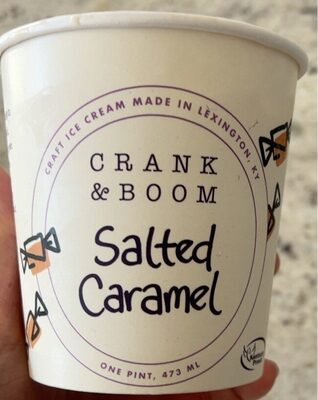 CRAFT ICE CREAM MADE IN LEXINGTON, KY
CRANK
& BOOM
Salted
Caramel
ONE PINT, 473 ML